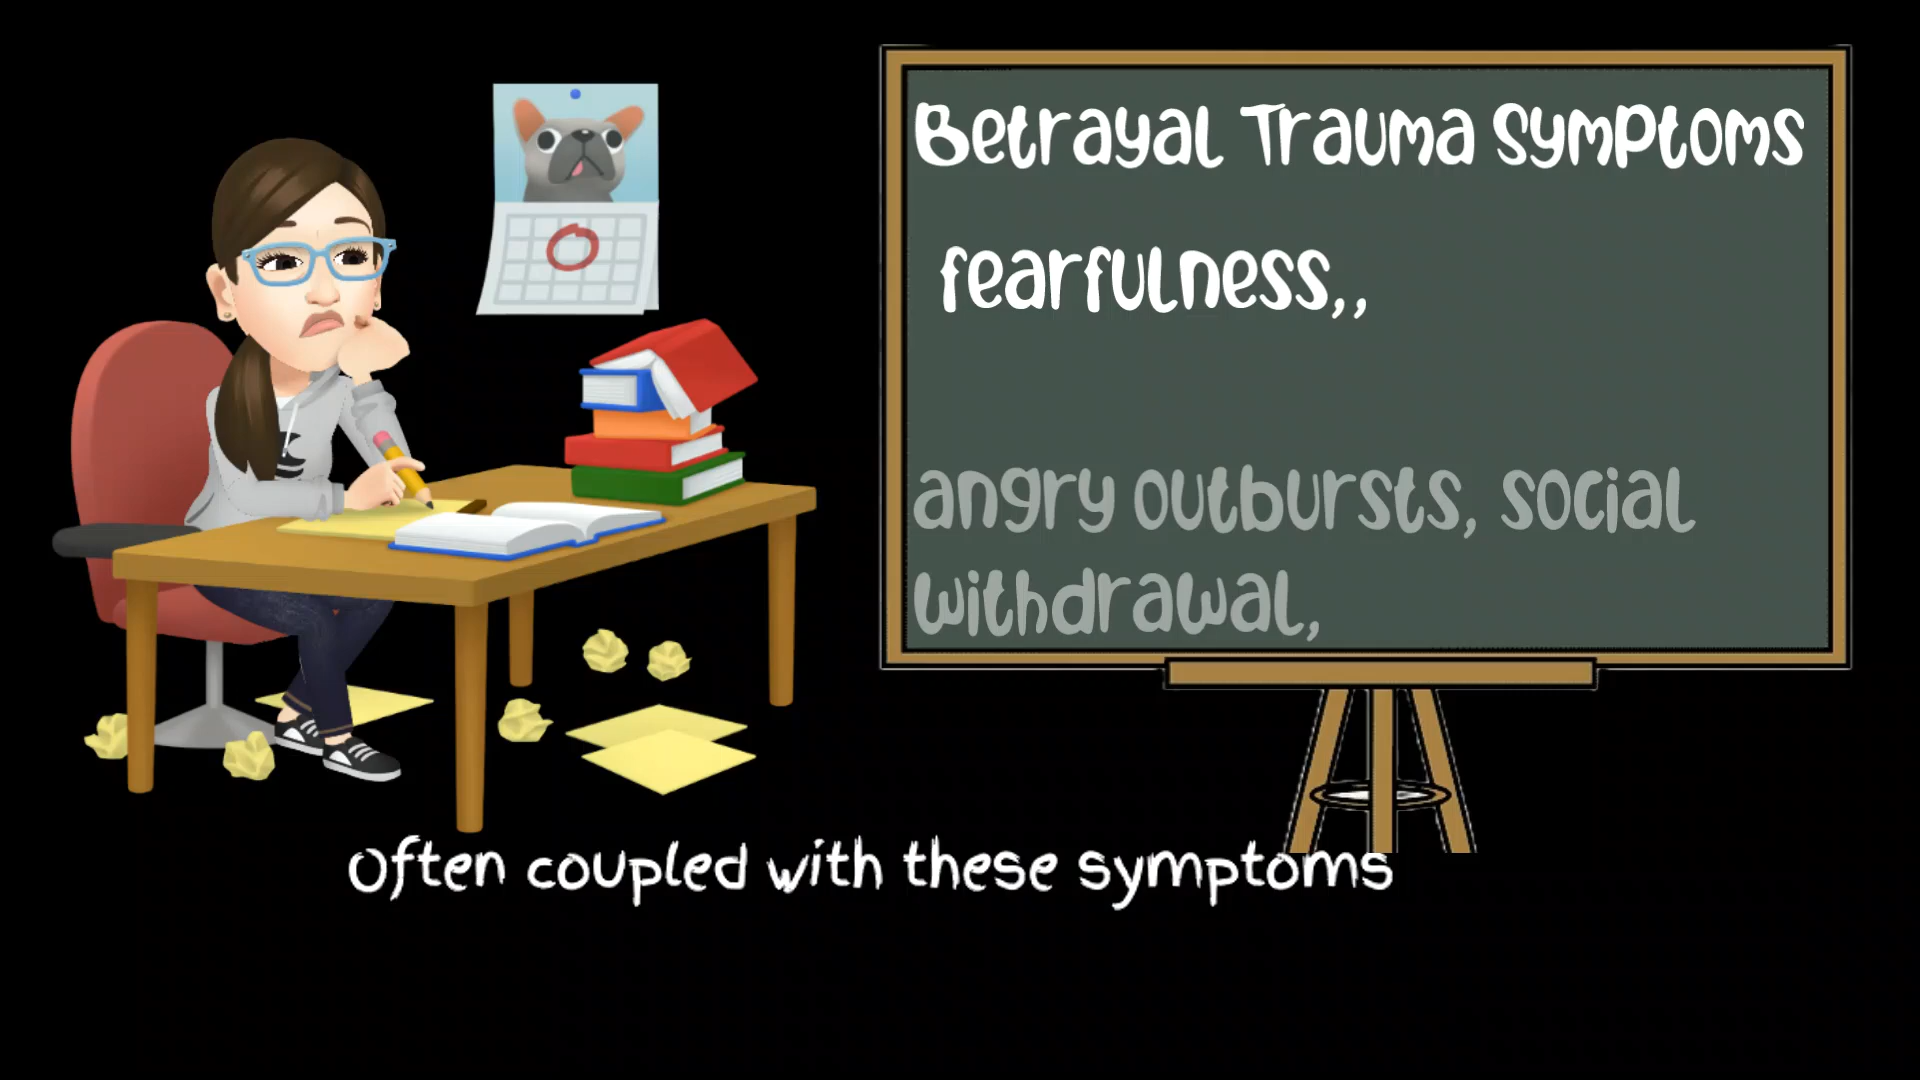 Betrayal Trauma Symptoms
fearfulness,,
angry outbursts, social
withdrawal,
Often coupled with these symptoms